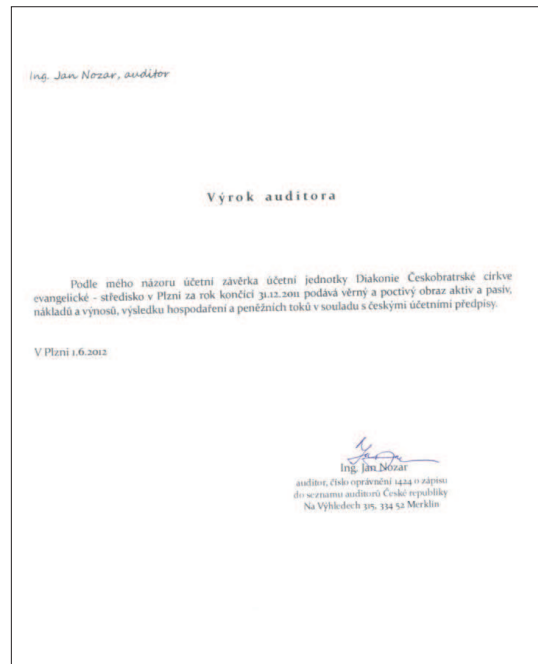 Ing. Jan Nozar, auditor
Výrok auditora
Podle mého názoru účetní závěrka účetní jednotky Diakonie Českobratrské církve
evangelické - středisko v Plzni za rok končící 31.12.2011 podává věrný a poctivý obraz aktiv a pasiv,
nákladů a výnosů, výsledku hospodaření a peněžních toků v souladu s českými účetními předpisy.
V Plzni 1.6.2012
Ing. Jan Nozar
auditor, číslo oprávnění 1424 o zápisu
do seznamu auditorů České republiky
Na Výhledech 315, 334 52 Merklín